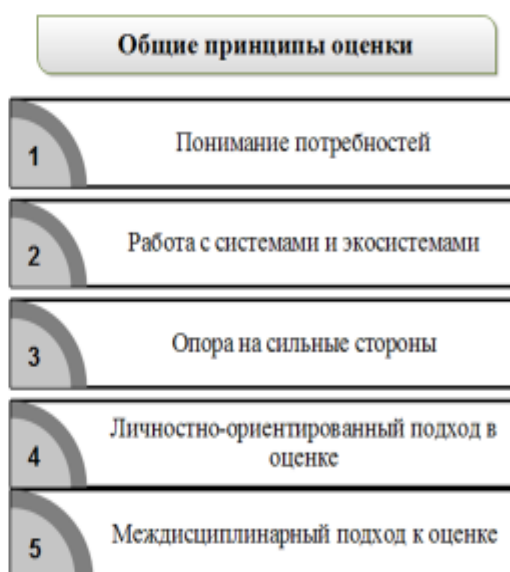 Общие принципы оценки
1
Понимание потребностей
2
Работа с системами и экосистемами
3
Опора на сильные стороны
4
Личностно-ориентированный подход в
оценке
5
Междисциплинарный подход к оценке